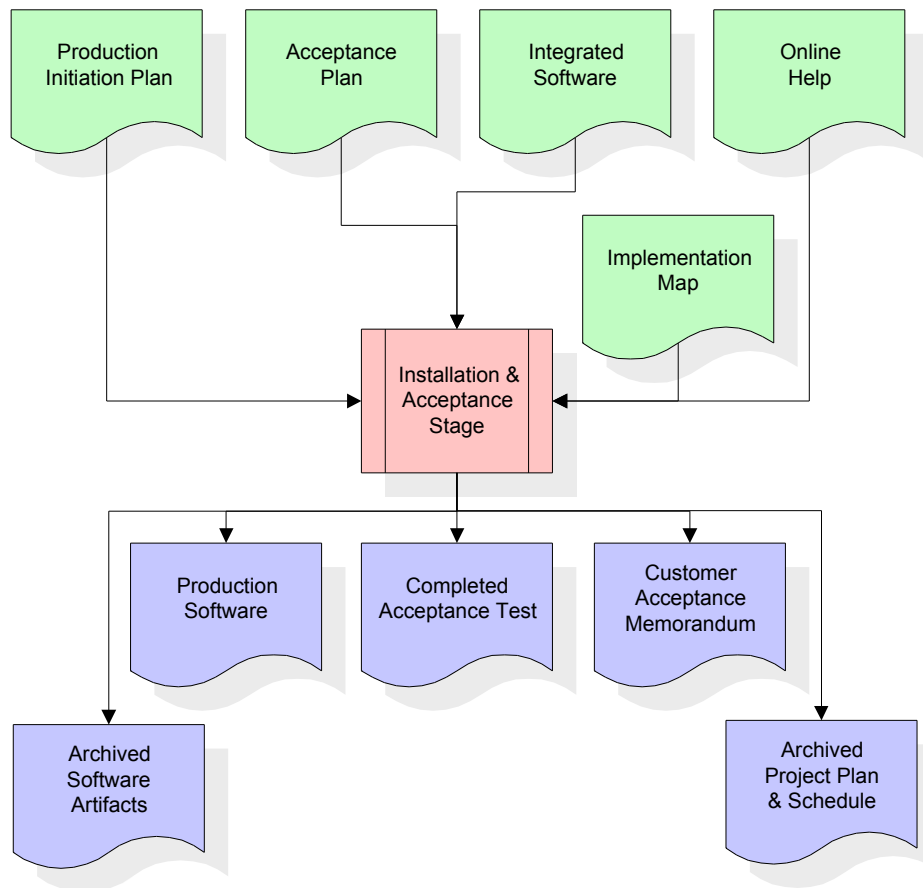 Production
Initiation Plan
Acceptance
Plan
Integrated
Software
Online
Help
Implementation
Map
Installation &
Acceptance
Stage
Production
Software
Completed
Acceptance Test
Customer
Acceptance
Memorandum
Archived
Software
Artifacts
Archived
Project Plan
& Schedule